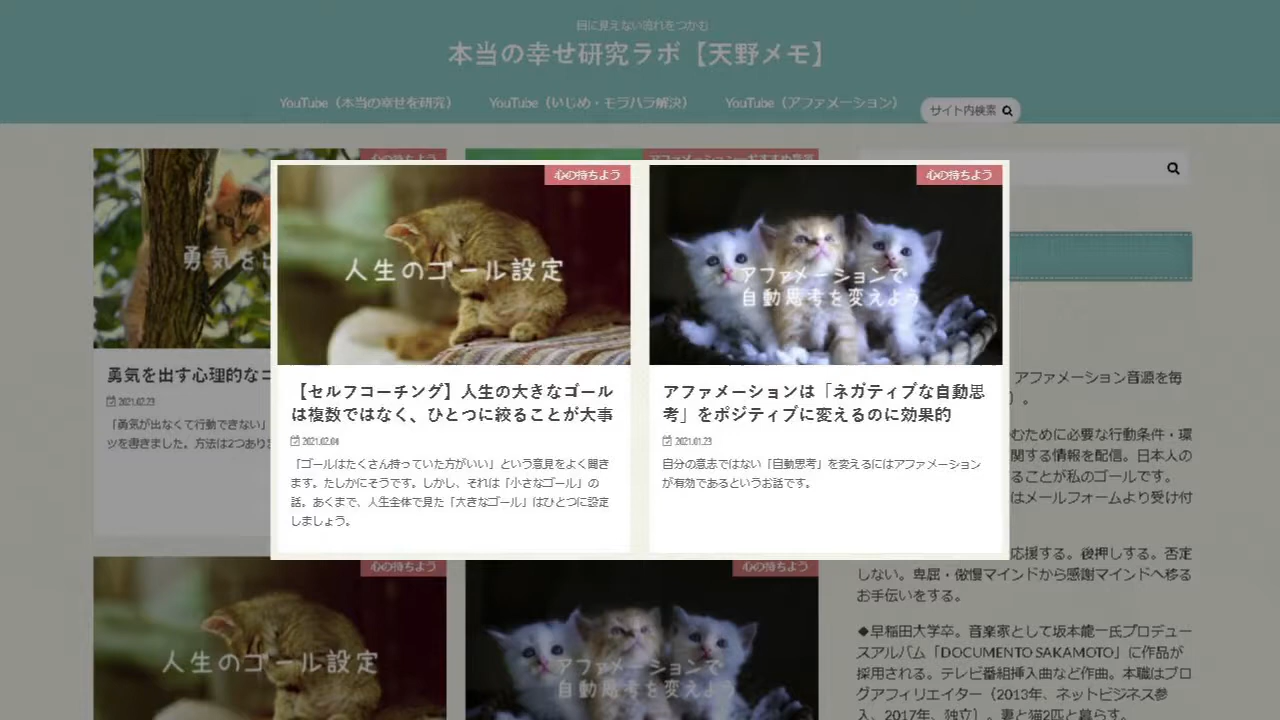 目に見えない流れをつかむ
本当の幸せ研究ラボ【天野メモ】
YouTube（本当の幸せを研究） YouTube（いじめ・モラハラ解決） YouTube（アファメーション） サイト内検索
心の持ちよう
勇気を出
勇気を出す心理的なコ
2021.02.23
「勇気が出なくて行動できない」
ツを書きました。方法は2つあり
心の持ちよう
人生のゴール設定
【セルフコーチング】人生の大きなゴール
は複数ではなく、ひとつに絞ることが大事
2021.02.04
「ゴールはたくさん持っていた方がいい」という意見をよく聞き
ます。たしかにそうです。しかし、それは「小さなゴール」の
話。あくまで、人生全体で見た「大きなゴール」はひとつに設定
しましょう。
心の持ちよう
アファメーションで
自動思考を変えよう
アファメーションは「ネガティブな自動思
考」をポジティブに変えるのに効果的
2021.01.23
自分の意志ではない「自動思考」を変えるにはアファメーション
が有効であるというお話です。
アファメーション音源を毎
）。
むために必要な行動条件・環
関する情報を配信。日本人の
ることが私のゴールです。
はメールフォームより受け付
応援する。後押しする。否定
しない。卑屈・傲慢マインドから感謝マインドへ移る
お手伝いをする。
◆早稲田大学卒。音楽家として坂本龍一氏プロデュー
スアルバム「DOCUMENTO SAKAMOTO」に作品が
採用される。テレビ番組挿入曲など作曲。本職はブロ
グアフィリエイター（2013年、ネットビジネス参
入、2017年、独立）。妻と猫2匹と暮らす。
心の持ちよう
人生のゴール設定
心の持ちよう
アファメーションで
自動思考を変えよう